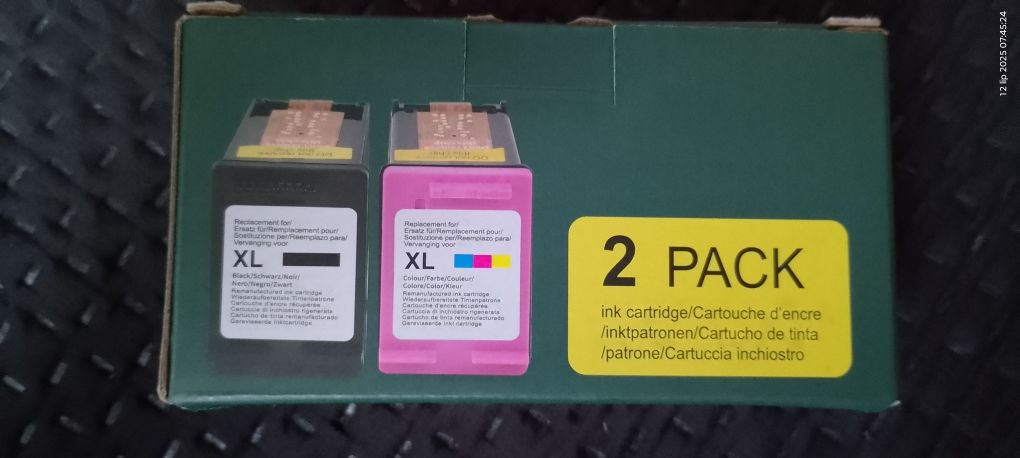 12 lip 2025 07:45:24
Replacement for/
Ersatz für/Remplacement pour/
Sostituzione per/Reemplazo para/
Vervanging voor
XL
Black/Schwarz/Noir/
Nero/Negro/Zwart
Remanufactured ink cartridge
Wiederaufbereitete Tintenpatrone
Cartouche d'encre récupérée
Cartuccia di inchiostro rigenerata
Cartucho de tinta remanufacturado
Gereviseerde inktcartridge
Replacement for/
Ersatz für/Remplacement pour/
Sostituzione per/Reemplazo para/
Vervanging voor
XL
Colour/Farbe/Couleur/
Colore/Color/Kleur
Remanufactured ink cartridge
Wiederaufbereitete Tintenpatrone
Cartouche d'encre récupérée
Cartuccia di inchiostro rigenerata
Cartucho de tinta remanufacturado
Gereviseerde inkt cartridge
2 PACK
ink cartridge/Cartouche d'encre
/inktpatronen/Cartucho de tinta
/patrone/Cartuccia inchiostro